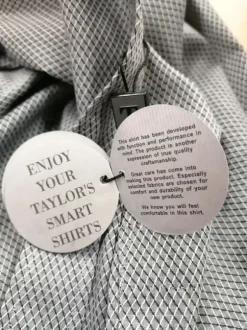 ENJOY
YOUR
TAYLOR'S
SMART
SHIRTS
This shirt has been developed
with function and performance in
mind. The product is another
expression of true quality
craftsmanship.
Great care has come into
making this product. Especially
selected fabrics are chosen for
comfort and durability of your
new product.
We know you will feel
comfortable in this shirt.